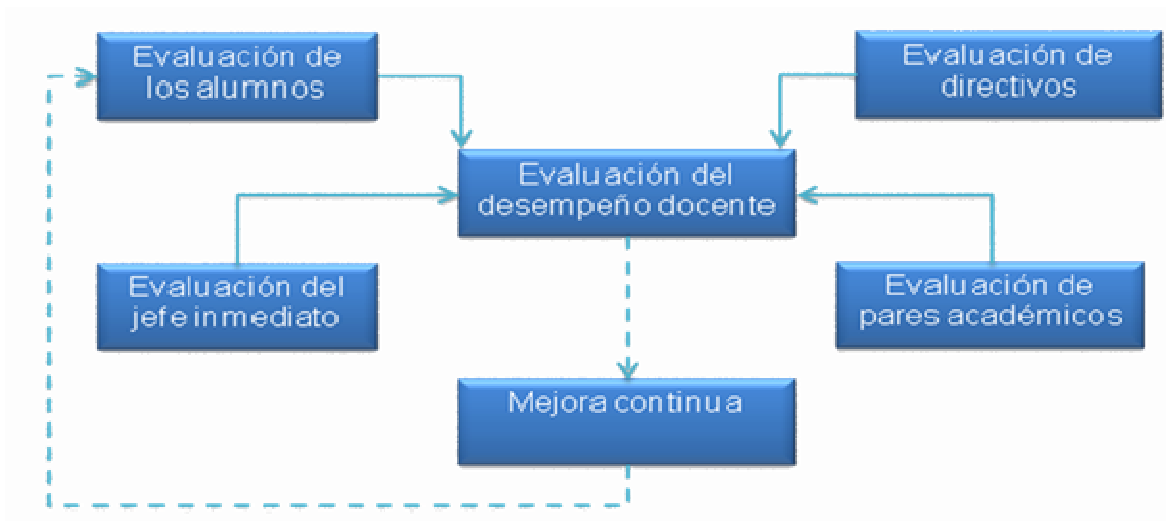 Evaluación de
los alumnos
Evaluación de
directivos
Evaluación del
desempeño docente
Evaluación del
jefe inmediato
Evaluación de
pares académicos
Mejora continua